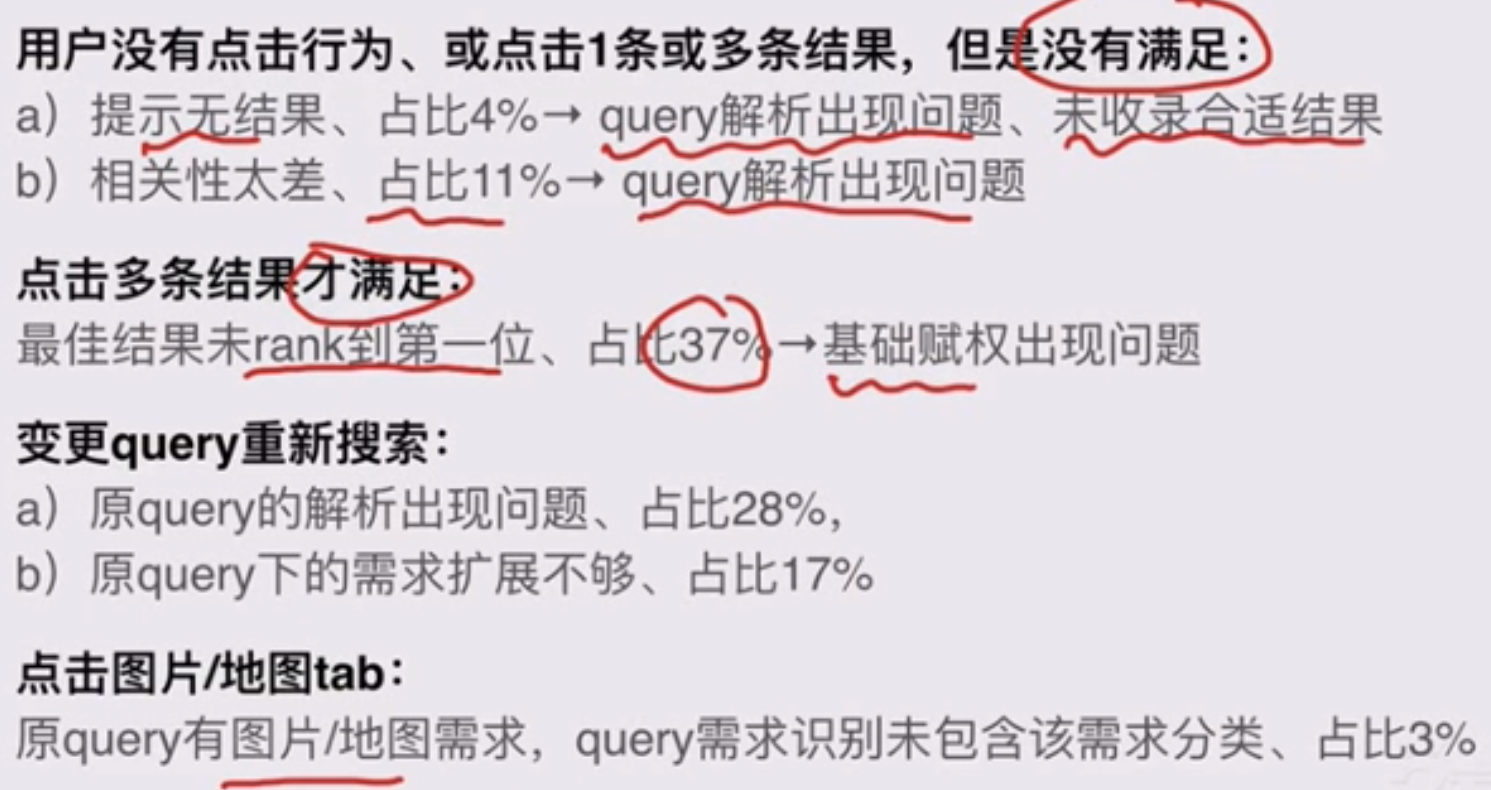 用户没有点击行为、或点击1条或多条结果，但是没有满足：
a）提示无结果、占比4%→ query解析出现问题、未收录合适结果
b）相关性太差、占比11%→ query解析出现问题
点击多条结果才满足：
最佳结果未rank到第一位、占比37%→基础赋权出现问题
变更query重新搜索：
a）原query的解析出现问题、占比28%，
b）原query下的需求扩展不够、占比17%
点击图片/地图tab：
原query有图片/地图需求，query需求识别未包含该需求分类、占比3%